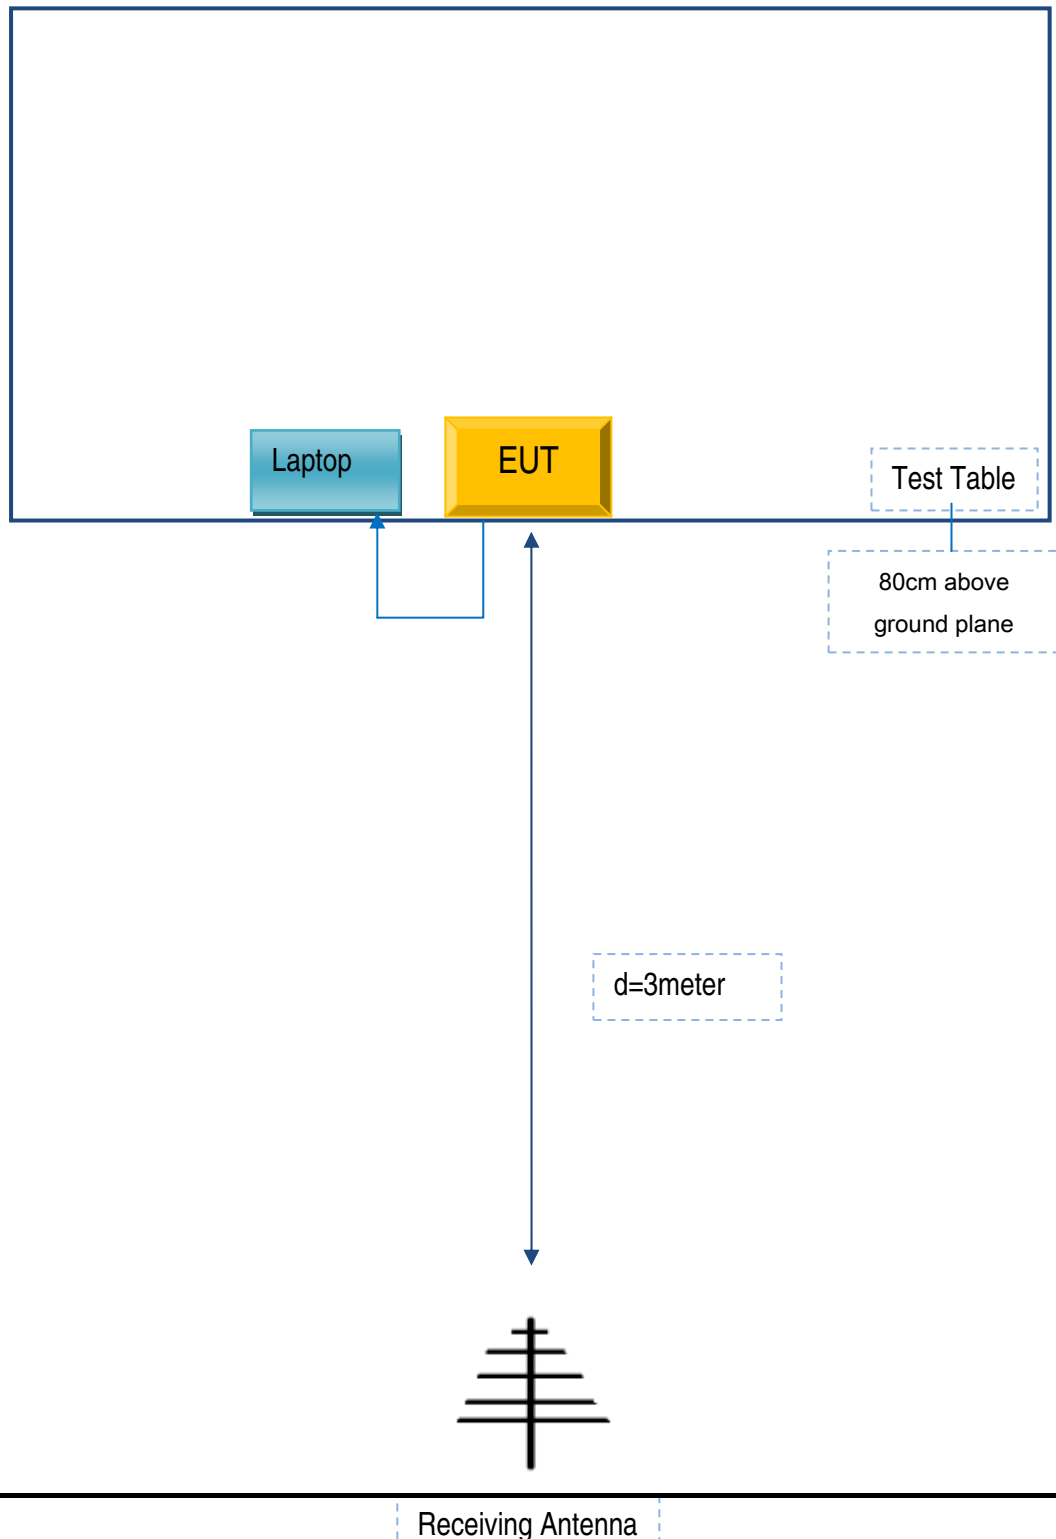 Laptop
EUT
Test Table
80cm above
ground plane
d=3meter
Receiving Antenna